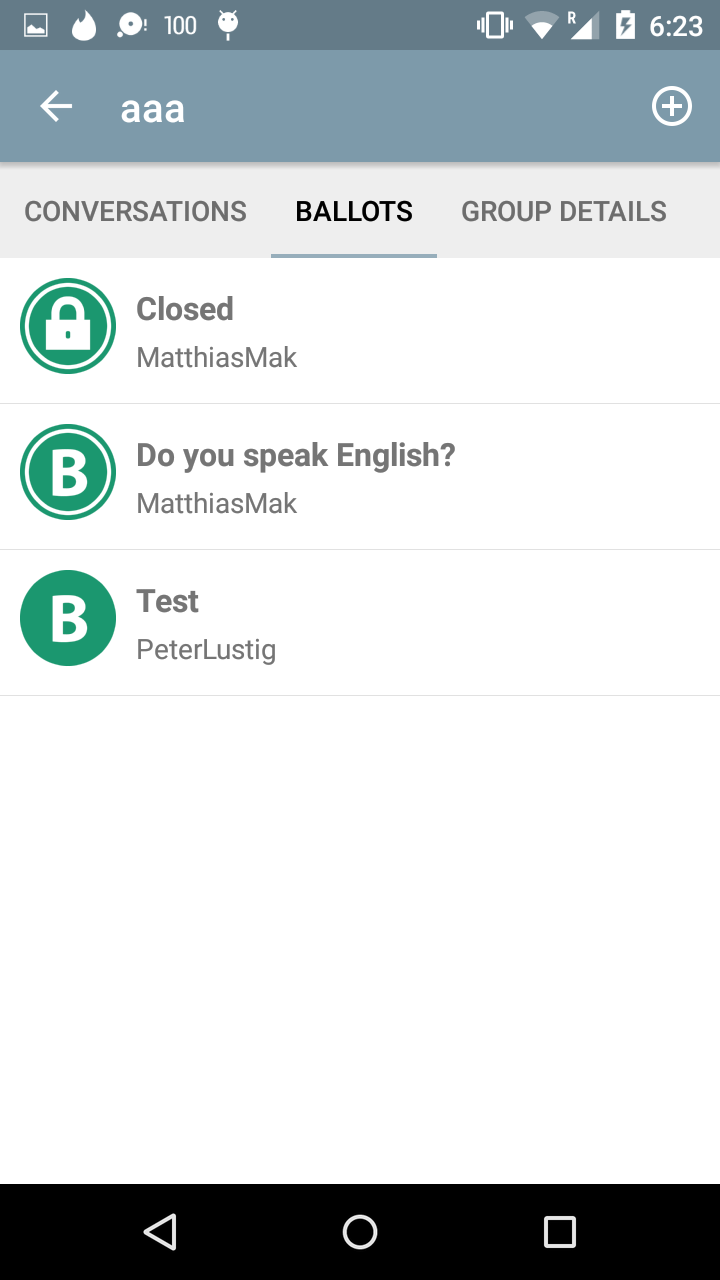 100 6:23
aaa
CONVERSATIONS BALLOTS GROUP DETAILS
Closed
MatthiasMak
B Do you speak English?
MatthiasMak
B Test
PeterLustig